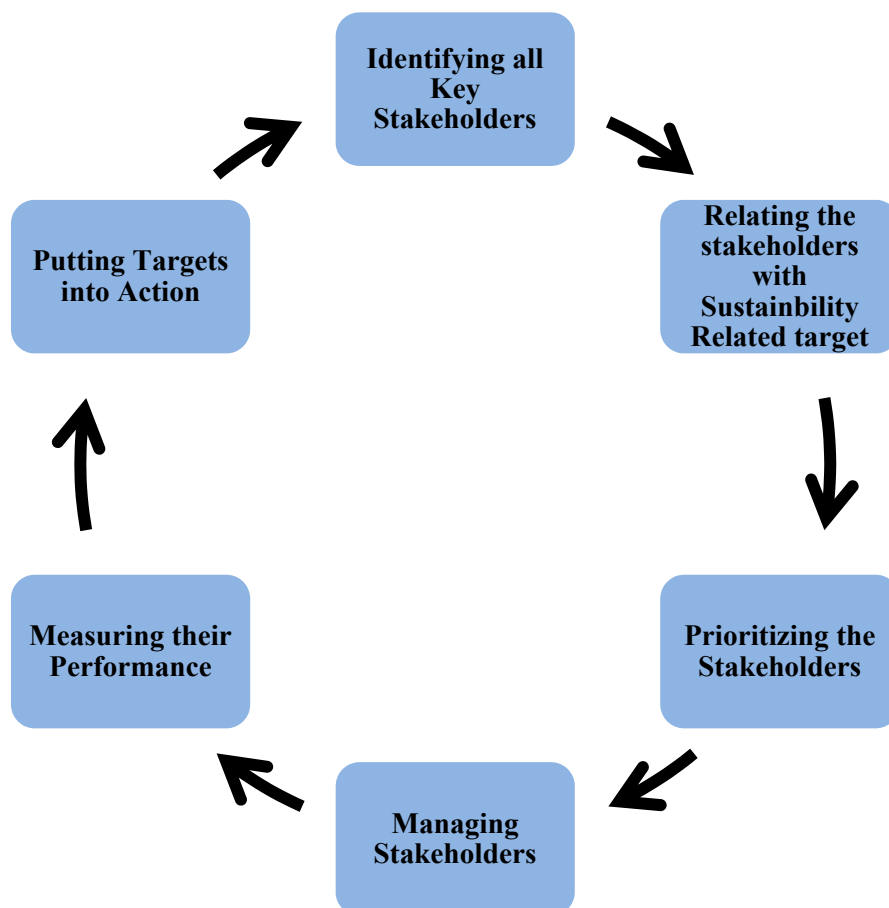 Identifying all
Key
Stakeholders
Relating the
stakeholders
with
Sustainbility
Related target
Prioritizing the
Stakeholders
Managing
Stakeholders
Measuring their
Performance
Putting Targets
into Action